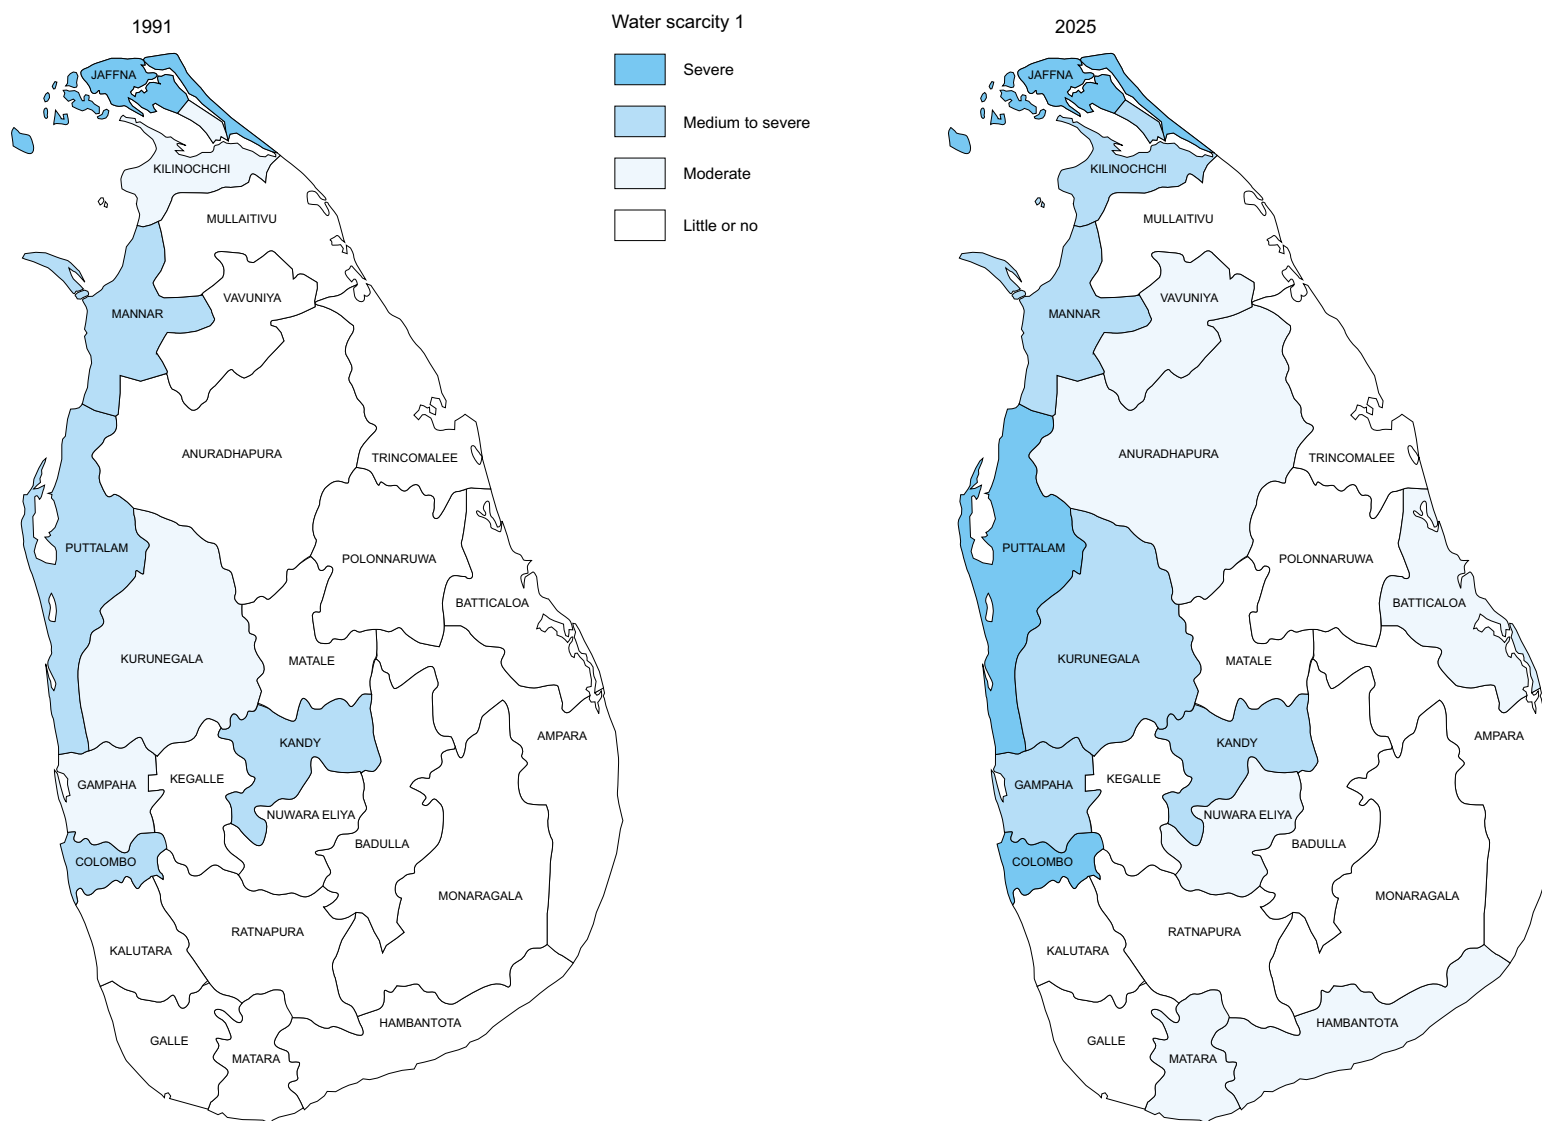 1991
Water scarcity 1
2025
Severe
Medium to severe
Moderate
Little or no
JAFFNA
KILINOCHCHI
MULLAITIVU
VAVUNIYA
MANNAR
ANURADHAPURA
TRINCOMALEE
PUTTALAM
POLONNARUWA
BATTICALOA
KURUNEGALA
MATALE
KANDY
AMPARA
GAMPAHA
KEGALLE
NUWARA ELIYA
BADULLA
COLOMBO
MONARAGALA
RATNAPURA
KALUTARA
HAMBANTOTA
GALLE
MATARA
JAFFNA
KILINOCHCHI
MULLAITIVU
VAVUNIYA
MANNAR
ANURADHAPURA
TRINCOMALEE
PUTTALAM
POLONNARUWA
BATTICALOA
KURUNEGALA
MATALE
KANDY
AMPARA
GAMPAHA
KEGALLE
NUWARA ELIYA
BADULLA
COLOMBO
MONARAGALA
RATNAPURA
KALUTARA
HAMBANTOTA
GALLE
MATARA